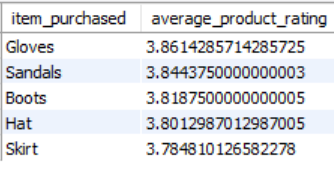 item_purchased average_product_rating
Gloves 3.8614285714285725
Sandals 3.8443750000000003
Boots 3.8187500000000005
Hat 3.8012987012987005
Skirt 3.784810126582278